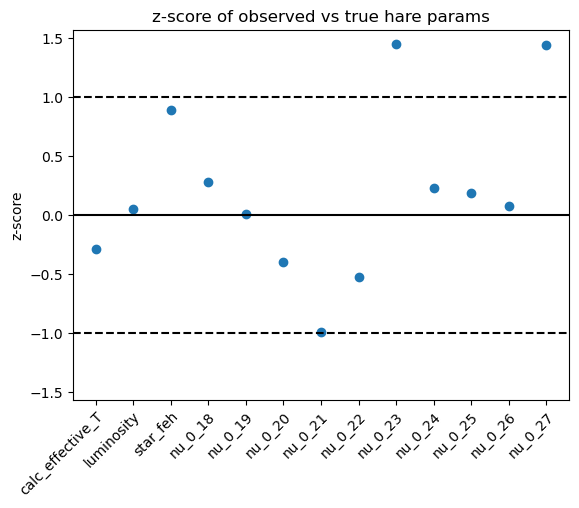 z-score of observed vs true hare params
z-score
1.5
1.0
0.5
0.0
−0.5
−1.0
−1.5
calc_effective_T
luminosity
star_feh
nu_0_18
nu_0_19
nu_0_20
nu_0_21
nu_0_22
nu_0_23
nu_0_24
nu_0_25
nu_0_26
nu_0_27